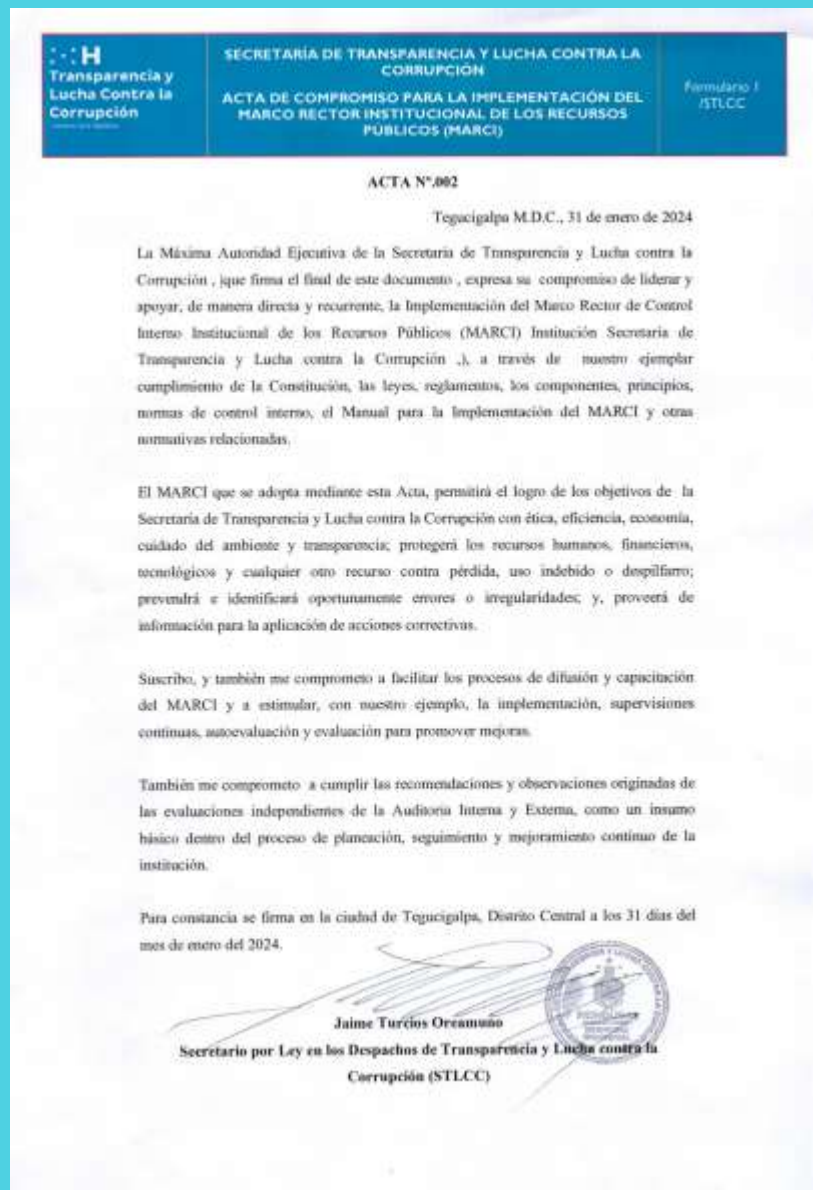 H
Transparencia y
Lucha Contra la
Corrupción
SECRETARÍA DE TRANSPARENCIA Y LUCHA CONTRA LA
CORRUPCIÓN
ACTA DE COMPROMISO PARA LA IMPLEMENTACIÓN DEL
MARCO RECTOR INSTITUCIONAL DE LOS RECURSOS
PÚBLICOS (MARCI)
Formulario 1
/STLCC
ACTA N°.002
Tegucigalpa M.D.C., 31 de enero de 2024
La Máxima Autoridad Ejecutiva de la Secretaria de Transparencia y Lucha contra la
Corrupción , |que firma el final de este documento , expresa su compromiso de liderar y
apoyar, de manera directa y recurrente, la Implementación del Marco Rector de Control
Interno Institucional de los Recursos Públicos (MARCI) Institución Secretaria de
Transparencia y Lucha contra la Corrupción ,), a través de nuestro ejemplar
cumplimiento de la Constitución, las leyes, reglamentos, los componentes, principios,
normas de control interno, el Manual para la Implementación del MARCI y otras
normativas relacionadas.
El MARCI que se adopta mediante esta Acta, permitirá el logro de los objetivos de la
Secretaría de Transparencia y Lucha contra la Corrupción con ética, eficiencia, economía,
cuidado del ambiente y transparencia; protegerá los recursos humanos, financieros,
tecnológicos y cualquier otro recurso contra pérdida, uso indebido o despilfarro;
prevendrá e identificará oportunamente errores o irregularidades; y, proveerá de
información para la aplicación de acciones correctivas.
Suscribo, y también me comprometo a facilitar los procesos de difusión y capacitación
del MARCI y a estimular, con nuestro ejemplo, la implementación, supervisiones
continuas, autoevaluación y evaluación para promover mejoras.
También me comprometo a cumplir las recomendaciones y observaciones originadas de
las evaluaciones independientes de la Auditoria Interna y Externa, como un insumo
básico dentro del proceso de planeación, seguimiento y mejoramiento continuo de la
institución.
Para constancia se firma en la ciudad de Tegucigalpa, Distrito Central a los 31 días del
mes de enero del 2024.
Jaime Turcios Oreamuno
Secretario por Ley en los Despachos de Transparencia y Lucha contra la
Corrupción (STLCC)